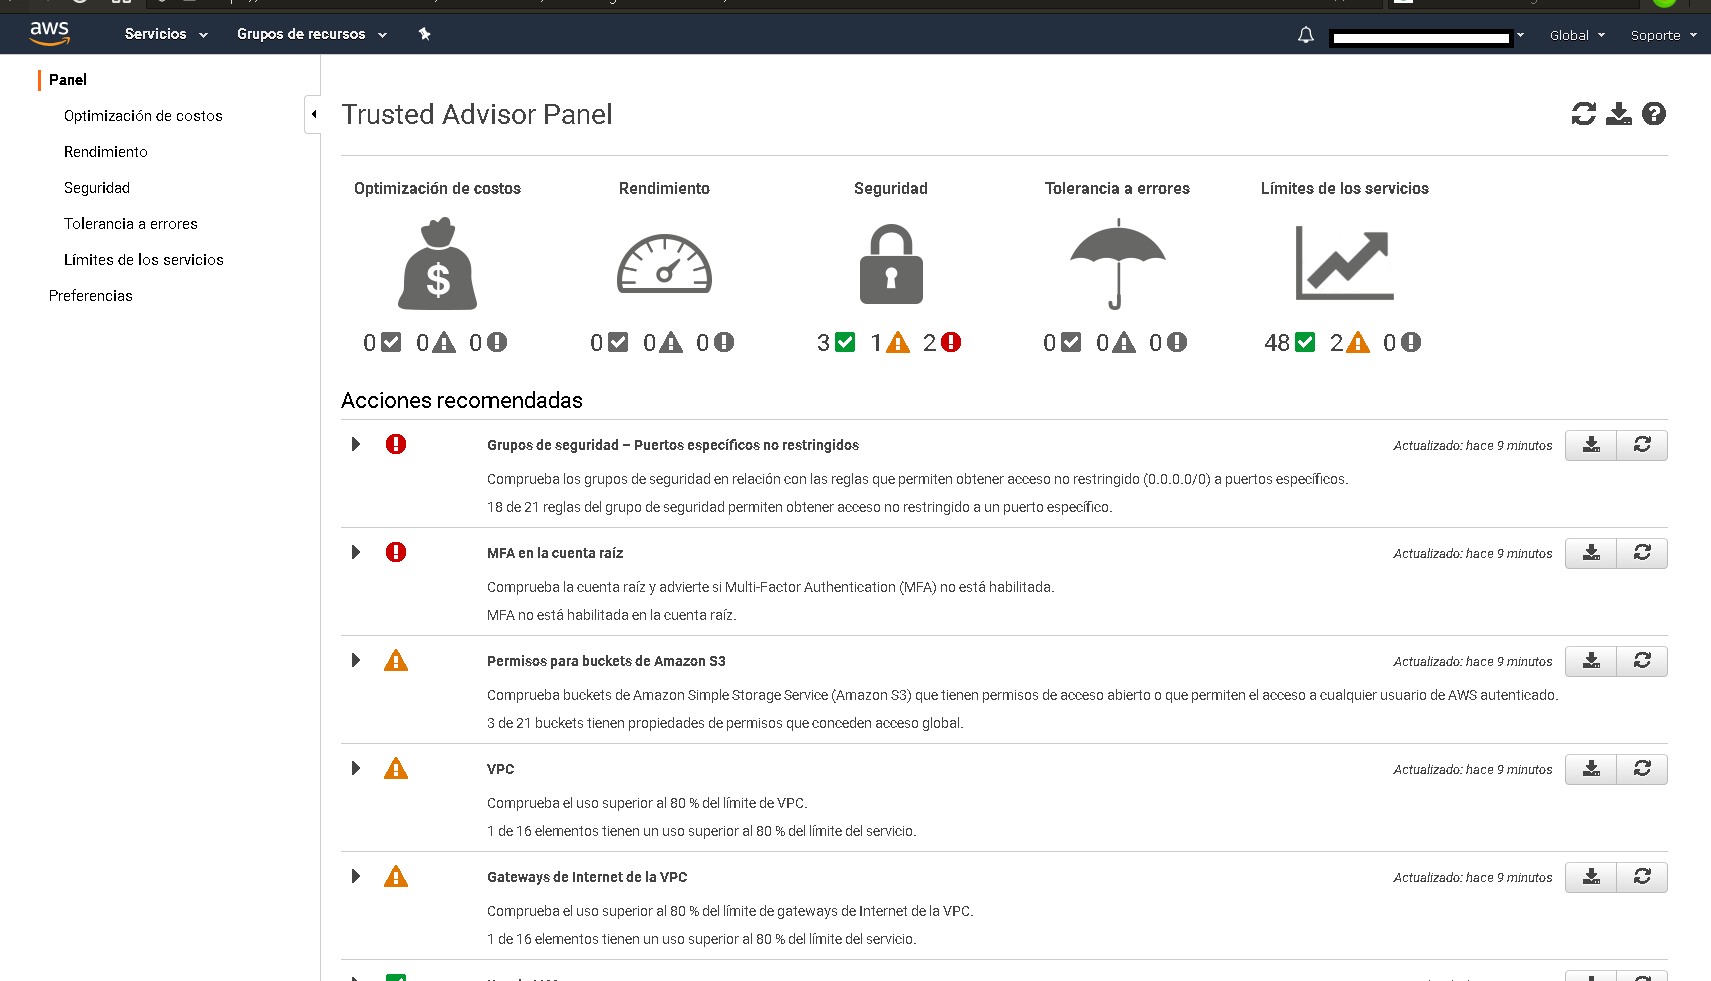 aws
Servicios
Grupos de recursos
Global
Soporte
Panel
Optimización de costos
Rendimiento
Seguridad
Tolerancia a errores
Límites de los servicios
Preferencias
Trusted Advisor Panel
Optimización de costos
Rendimiento
Seguridad
Tolerancia a errores
Límites de los servicios
$
0 0 0
0 0 0
3 1 2
0 0 0
48 2 0
Acciones recomendadas
Grupos de seguridad – Puertos específicos no restringidos
Actualizado: hace 9 minutos
Comprueba los grupos de seguridad en relación con las reglas que permiten obtener acceso no restringido (0.0.0.0/0) a puertos específicos.
18 de 21 reglas del grupo de seguridad permiten obtener acceso no restringido a un puerto específico.
MFA en la cuenta raíz
Actualizado: hace 9 minutos
Comprueba la cuenta raíz y advierte si Multi-Factor Authentication (MFA) no está habilitada.
MFA no está habilitada en la cuenta raíz.
Permisos para buckets de Amazon S3
Actualizado: hace 9 minutos
Comprueba buckets de Amazon Simple Storage Service (Amazon S3) que tienen permisos de acceso abierto o que permiten el acceso a cualquier usuario de AWS autenticado.
3 de 21 buckets tienen propiedades de permisos que conceden acceso global.
VPC
Actualizado: hace 9 minutos
Comprueba el uso superior al 80 % del límite de VPC.
1 de 16 elementos tienen un uso superior al 80 % del límite del servicio.
Gateways de Internet de la VPC
Actualizado: hace 9 minutos
Comprueba el uso superior al 80 % del límite de gateways de Internet de la VPC.
1 de 16 elementos tienen un uso superior al 80 % del límite del servicio.